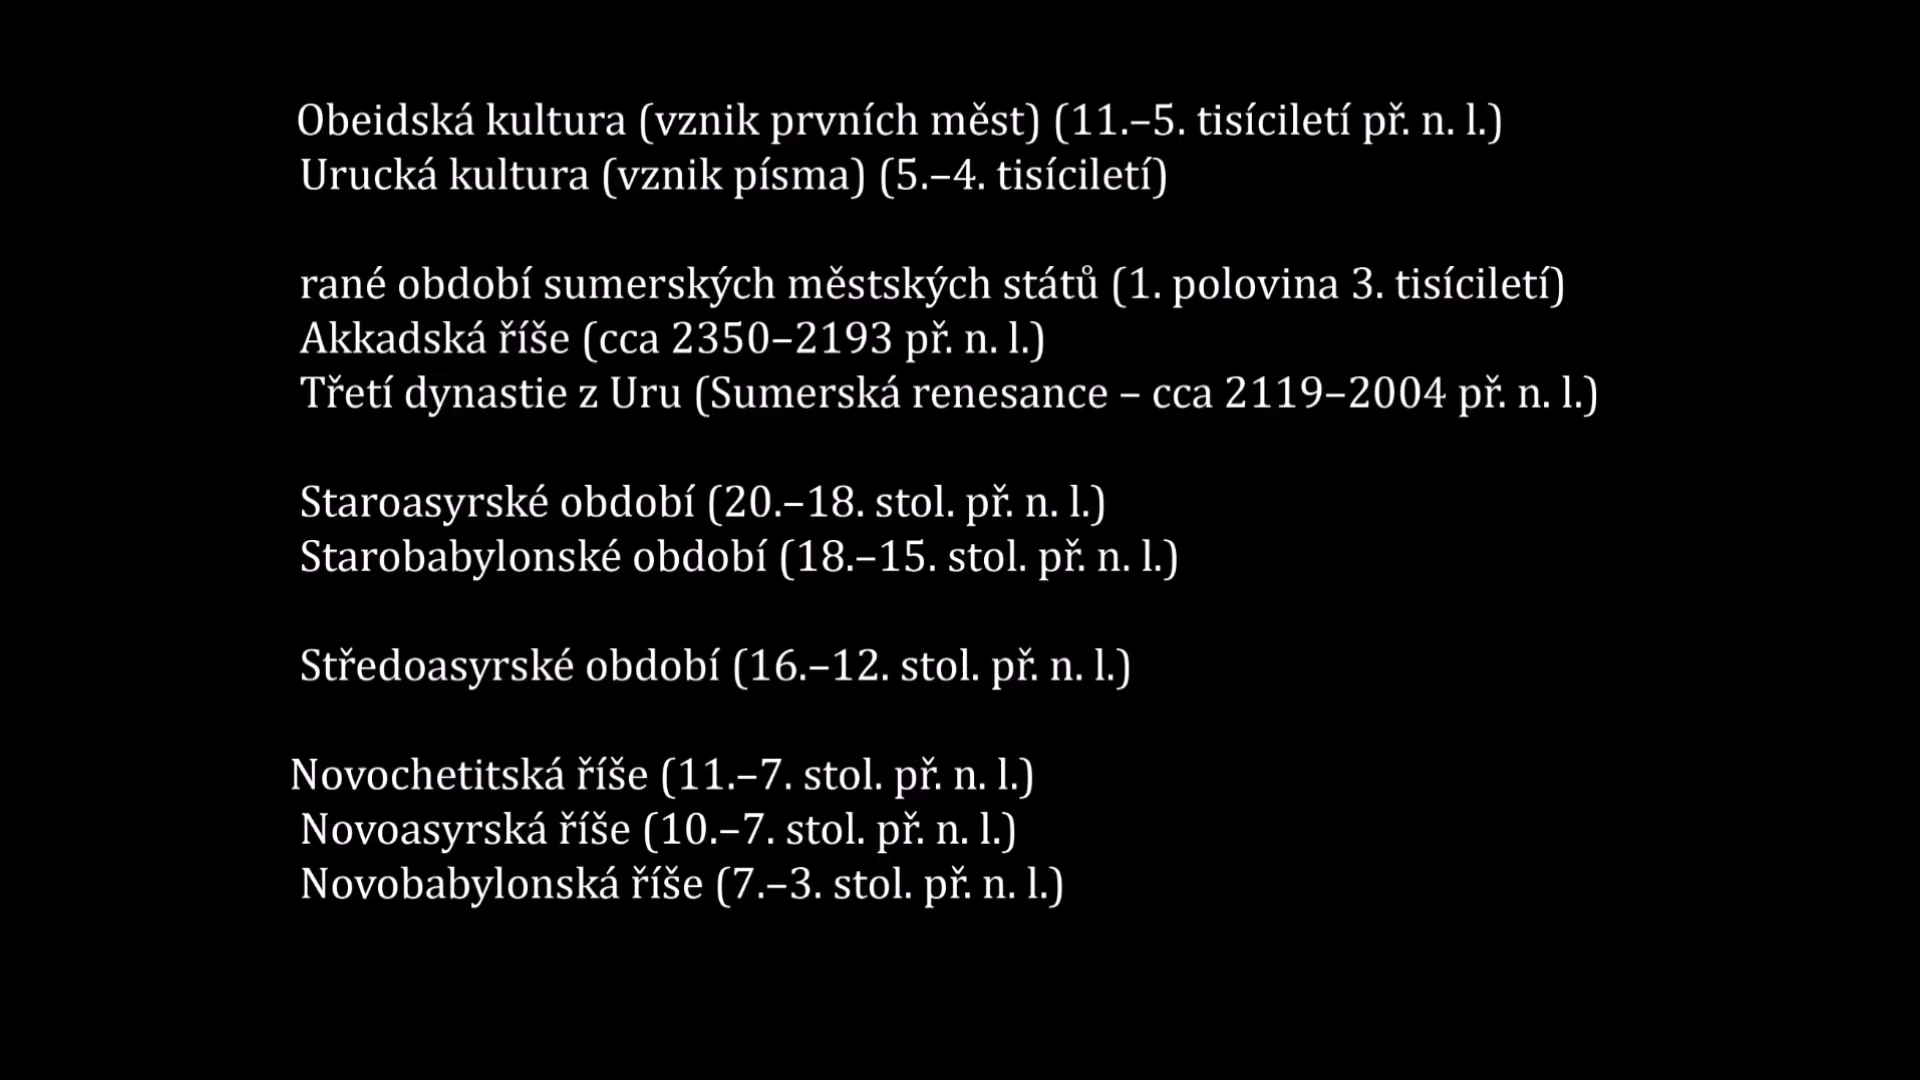 Obeidská kultura (vznik prvních měst) (11.–5. tisíciletí př. n. l.)
Urucká kultura (vznik písma) (5.–4. tisíciletí)
rané období sumerských městských států (1. polovina 3. tisíciletí)
Akkadská říše (cca 2350–2193 př. n. l.)
Třetí dynastie z Uru (Sumerská renesance – cca 2119–2004 př. n. l.)
Staroasyrské období (20.–18. stol. př. n. l.)
Starobabylonské období (18.–15. stol. př. n. l.)
Středoasyrské období (16.–12. stol. př. n. l.)
Novochetitská říše (11.–7. stol. př. n. l.)
Novoasyrská říše (10.–7. stol. př. n. l.)
Novobabylonská říše (7.–3. stol. př. n. l.)